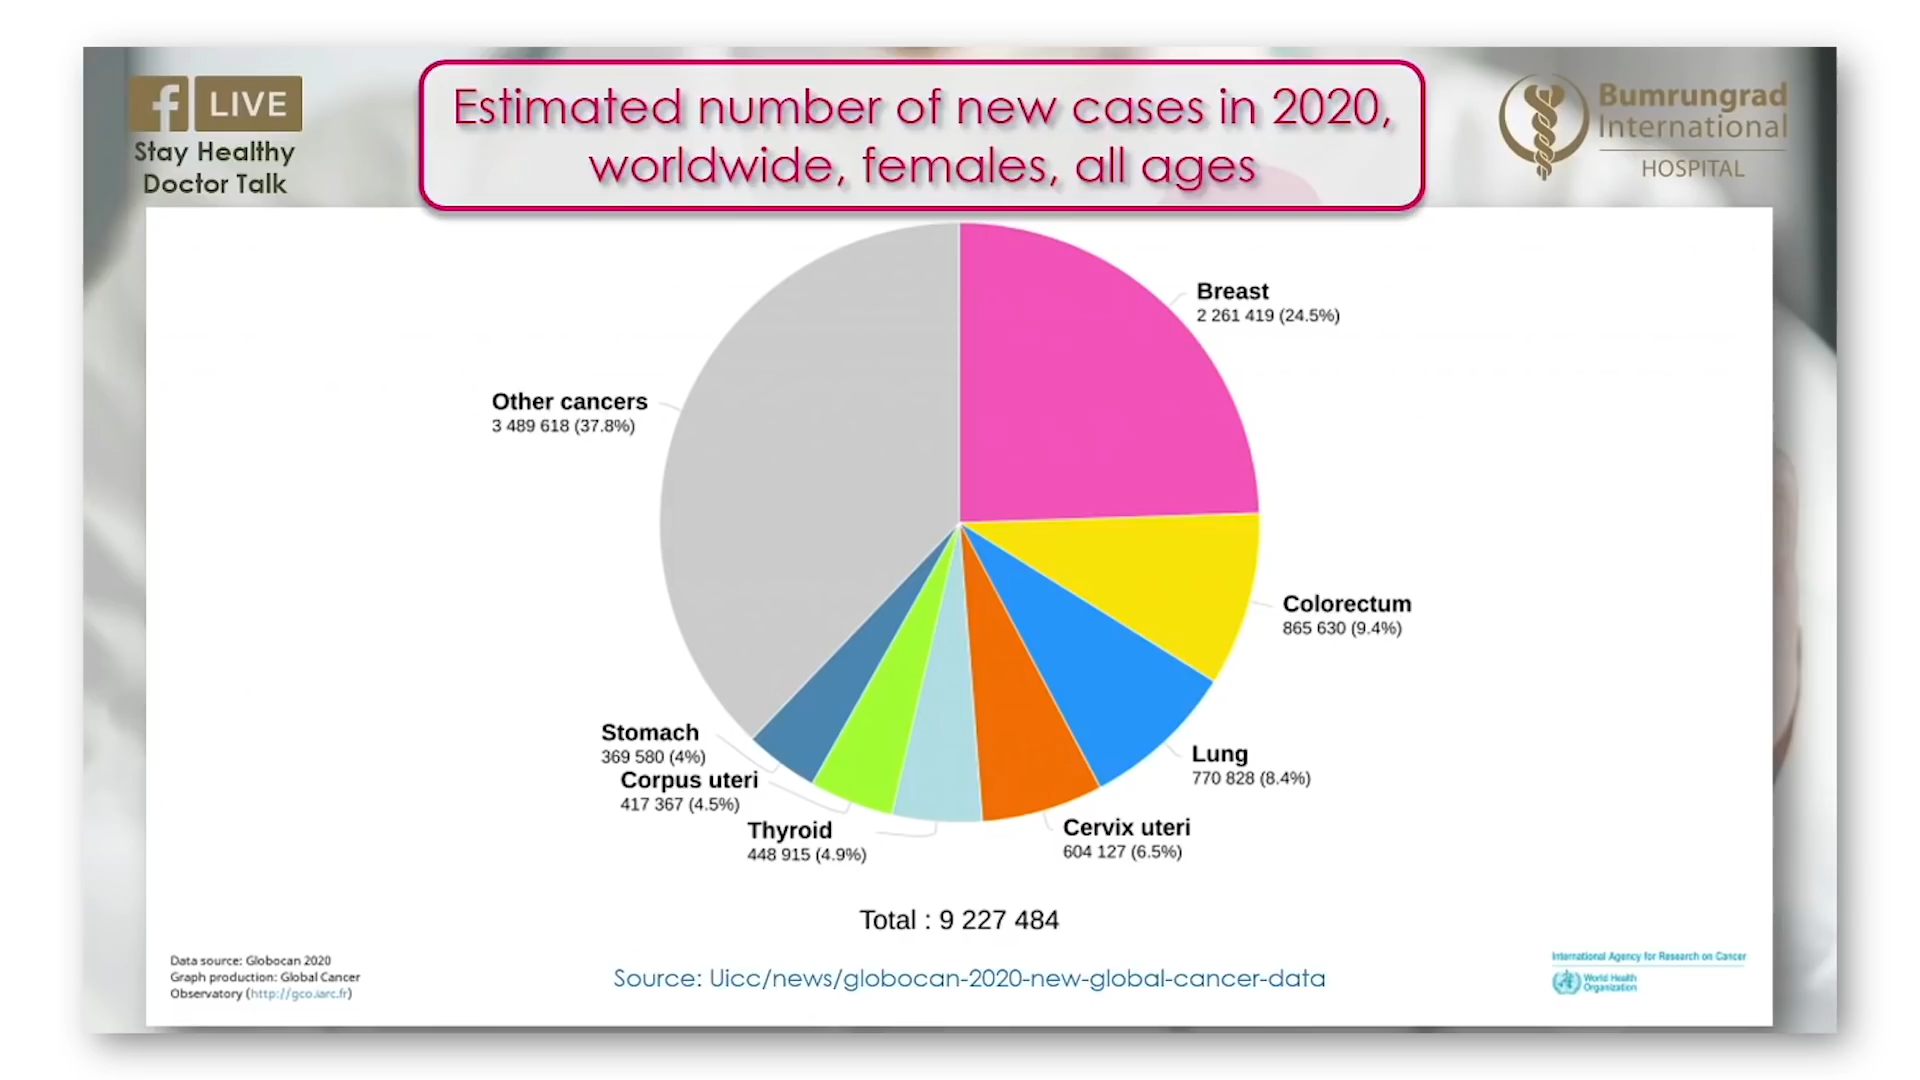 f LIVE
Stay Healthy
Doctor Talk
Estimated number of new cases in 2020,
worldwide, females, all ages
Bumrungrad
International
HOSPITAL
Breast
2 261 419 (24.5%)
Other cancers
3 489 618 (37.8%)
Colorectum
865 630 (9.4%)
Stomach
369 580 (4%)
Lung
770 828 (8.4%)
Corpus uteri
417 367 (4.5%)
Cervix uteri
604 127 (6.5%)
Thyroid
448 915 (4.9%)
Total : 9 227 484
Data source: Globocan 2020
Graph production: Global Cancer
Observatory (http://gco.iarc.fr)
Source: Uicc/news/globocan-2020-new-global-cancer-data
International Agency for Research on Cancer
World Health
Organization